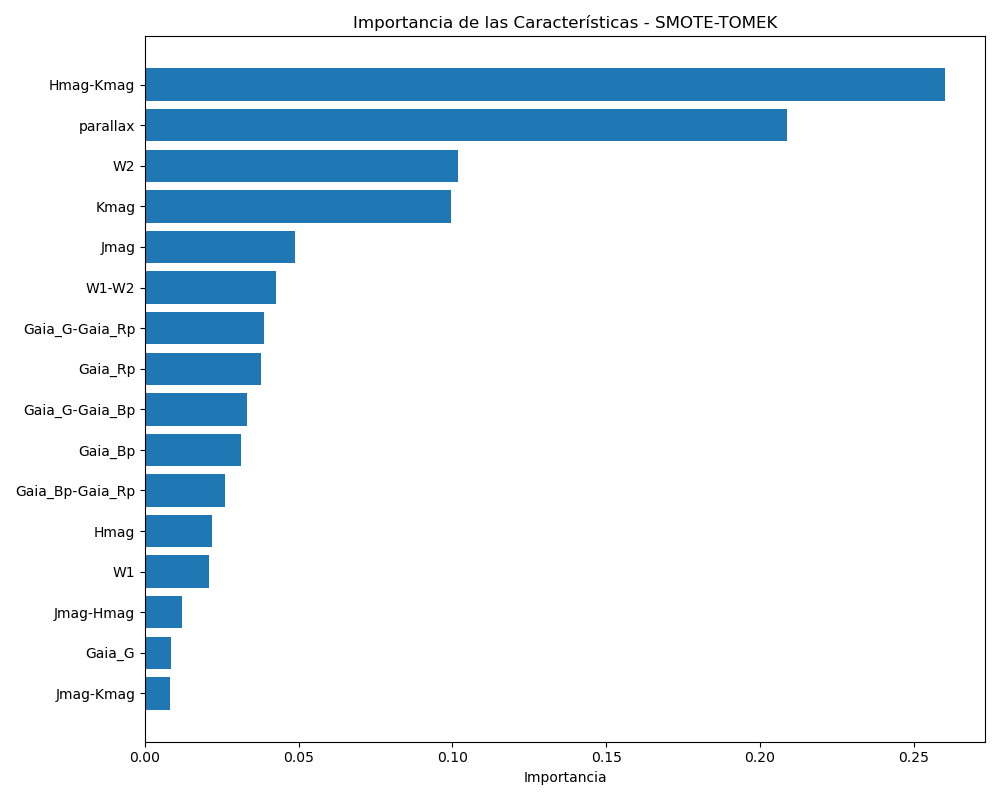 Importancia de las Características - SMOTE-TOMEK
Hmag-Kmag
parallax
W2
Kmag
Jmag
W1-W2
Gaia_G-Gaia_Rp
Gaia_Rp
Gaia_G-Gaia_Bp
Gaia_Bp
Gaia_Bp-Gaia_Rp
Hmag
W1
Jmag-Hmag
Gaia_G
Jmag-Kmag
0.00 0.05 0.10 0.15 0.20 0.25
Importancia